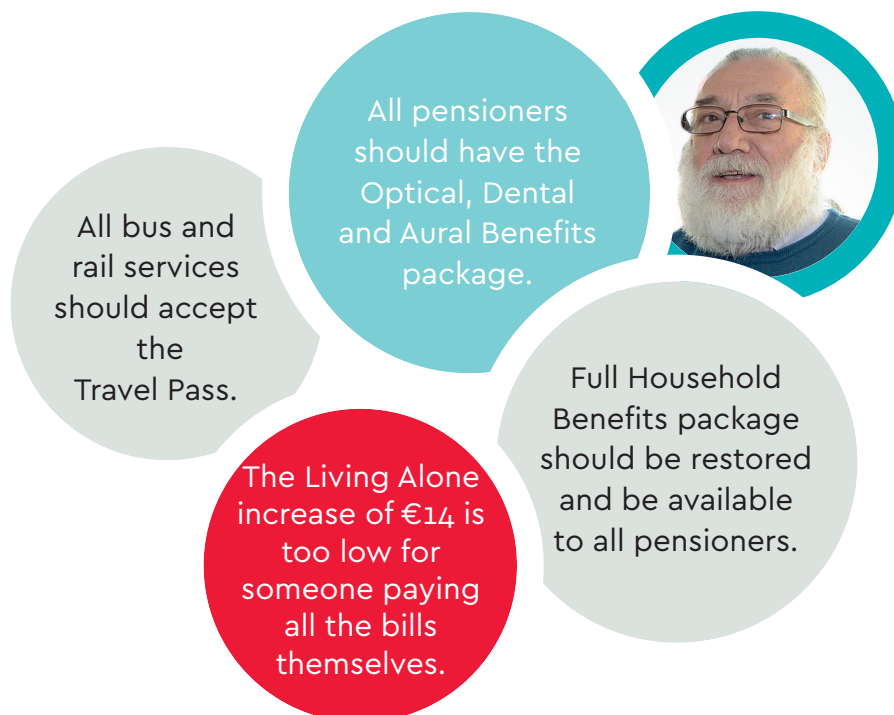 All pensioners
should have the
Optical, Dental
and Aural Benefits
package.
All bus and
rail services
should accept
the
Travel Pass.
Full Household
Benefits package
should be restored
and be available
to all pensioners.
The Living Alone
increase of €14 is
too low for
someone paying
all the bills
themselves.